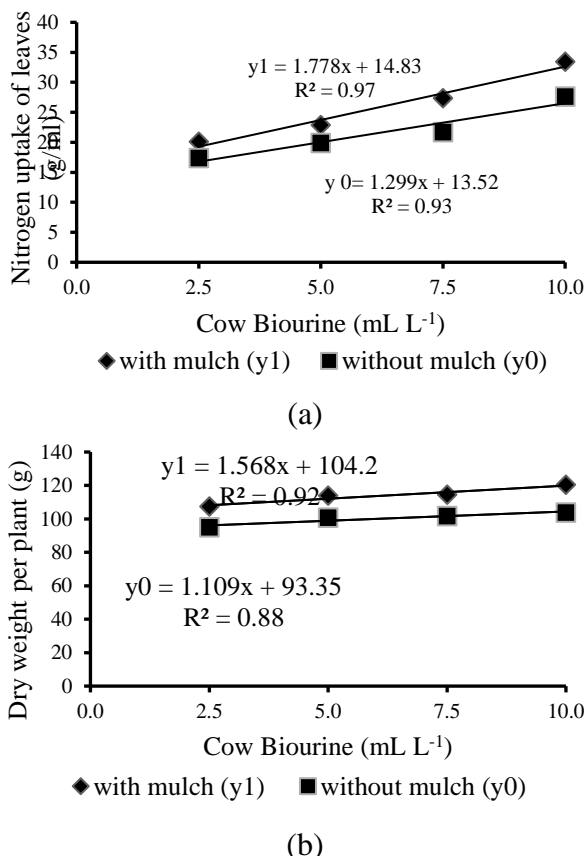 Nitrogen uptake of leaves
(g/ml)
40
35
30
25
20
15
10
5
0
y1 = 1.778x + 14.83
R² = 0.97
y 0= 1.299x + 13.52
R² = 0.93
0.0 2.5 5.0 7.5 10.0
Cow Biourine (mL L⁻¹)
with mulch (y1) without mulch (y0)
(a)
Dry weight per plant (g)
140
120
100
80
60
40
20
0
y1 = 1.568x + 104.2
R² = 0.92
y0 = 1.109x + 93.35
R² = 0.88
0.0 2.5 5.0 7.5 10.0
Cow Biourine (mL L⁻¹)
with mulch (y1) without mulch (y0)
(b)